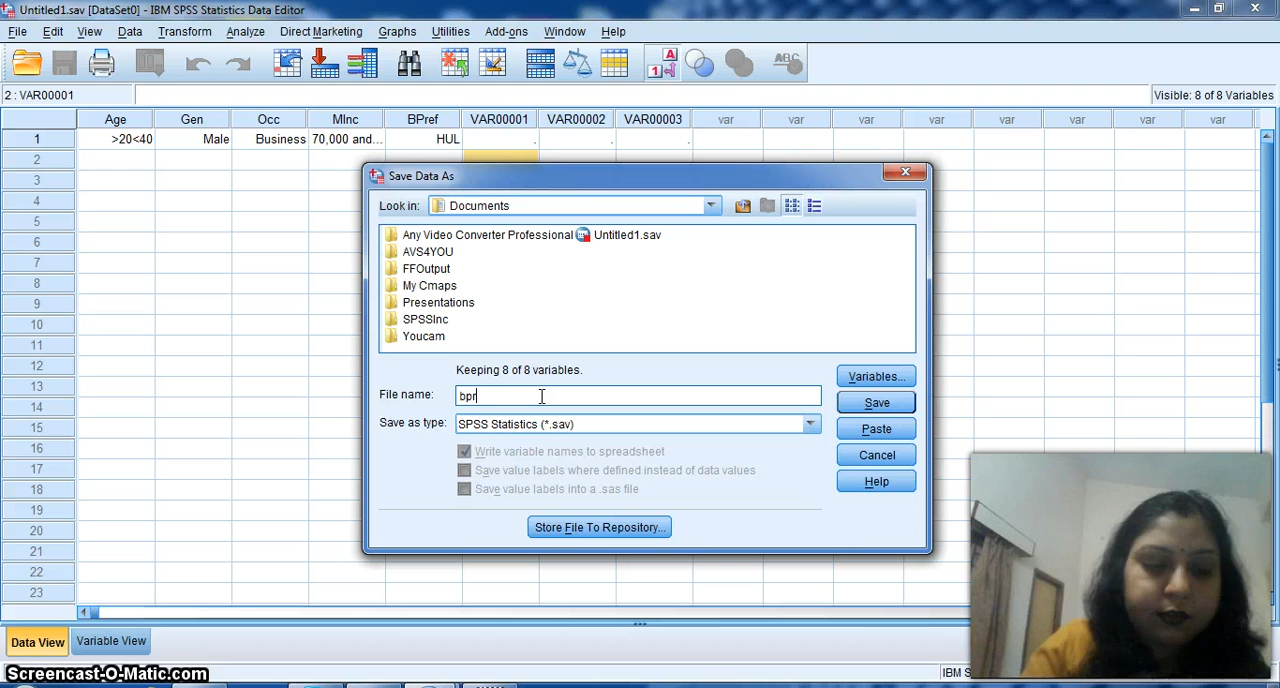 Untitled1.sav [DataSet0] - IBM SPSS Statistics Data Editor
File Edit View Data Transform Analyze Direct Marketing Graphs Utilities Add-ons Window Help
2 : VAR00001
Visible: 8 of 8 Variables
Age Gen Occ MInc BPref VAR00001 VAR00002 VAR00003 var var var var var var
1 >20<40 Male Business 70,000 and... HUL . . .
2
3
4
5
6
7
8
9
10
11
12
13
14
15
16
17
18
19
20
21
22
23
Save Data As
Look in: Documents
Any Video Converter Professional Untitled1.sav
AVS4YOU
FFOutput
My Cmaps
Presentations
SPSSInc
Youcam
Keeping 8 of 8 variables.
Variables...
File name: bpr
Save
Save as type: SPSS Statistics (*.sav)
Paste
Write variable names to spreadsheet
Cancel
Save value labels where defined instead of data values
Help
Save value labels into a .sas file
Store File To Repository...
Data View Variable View
Screencast-O-Matic.com
IBM S